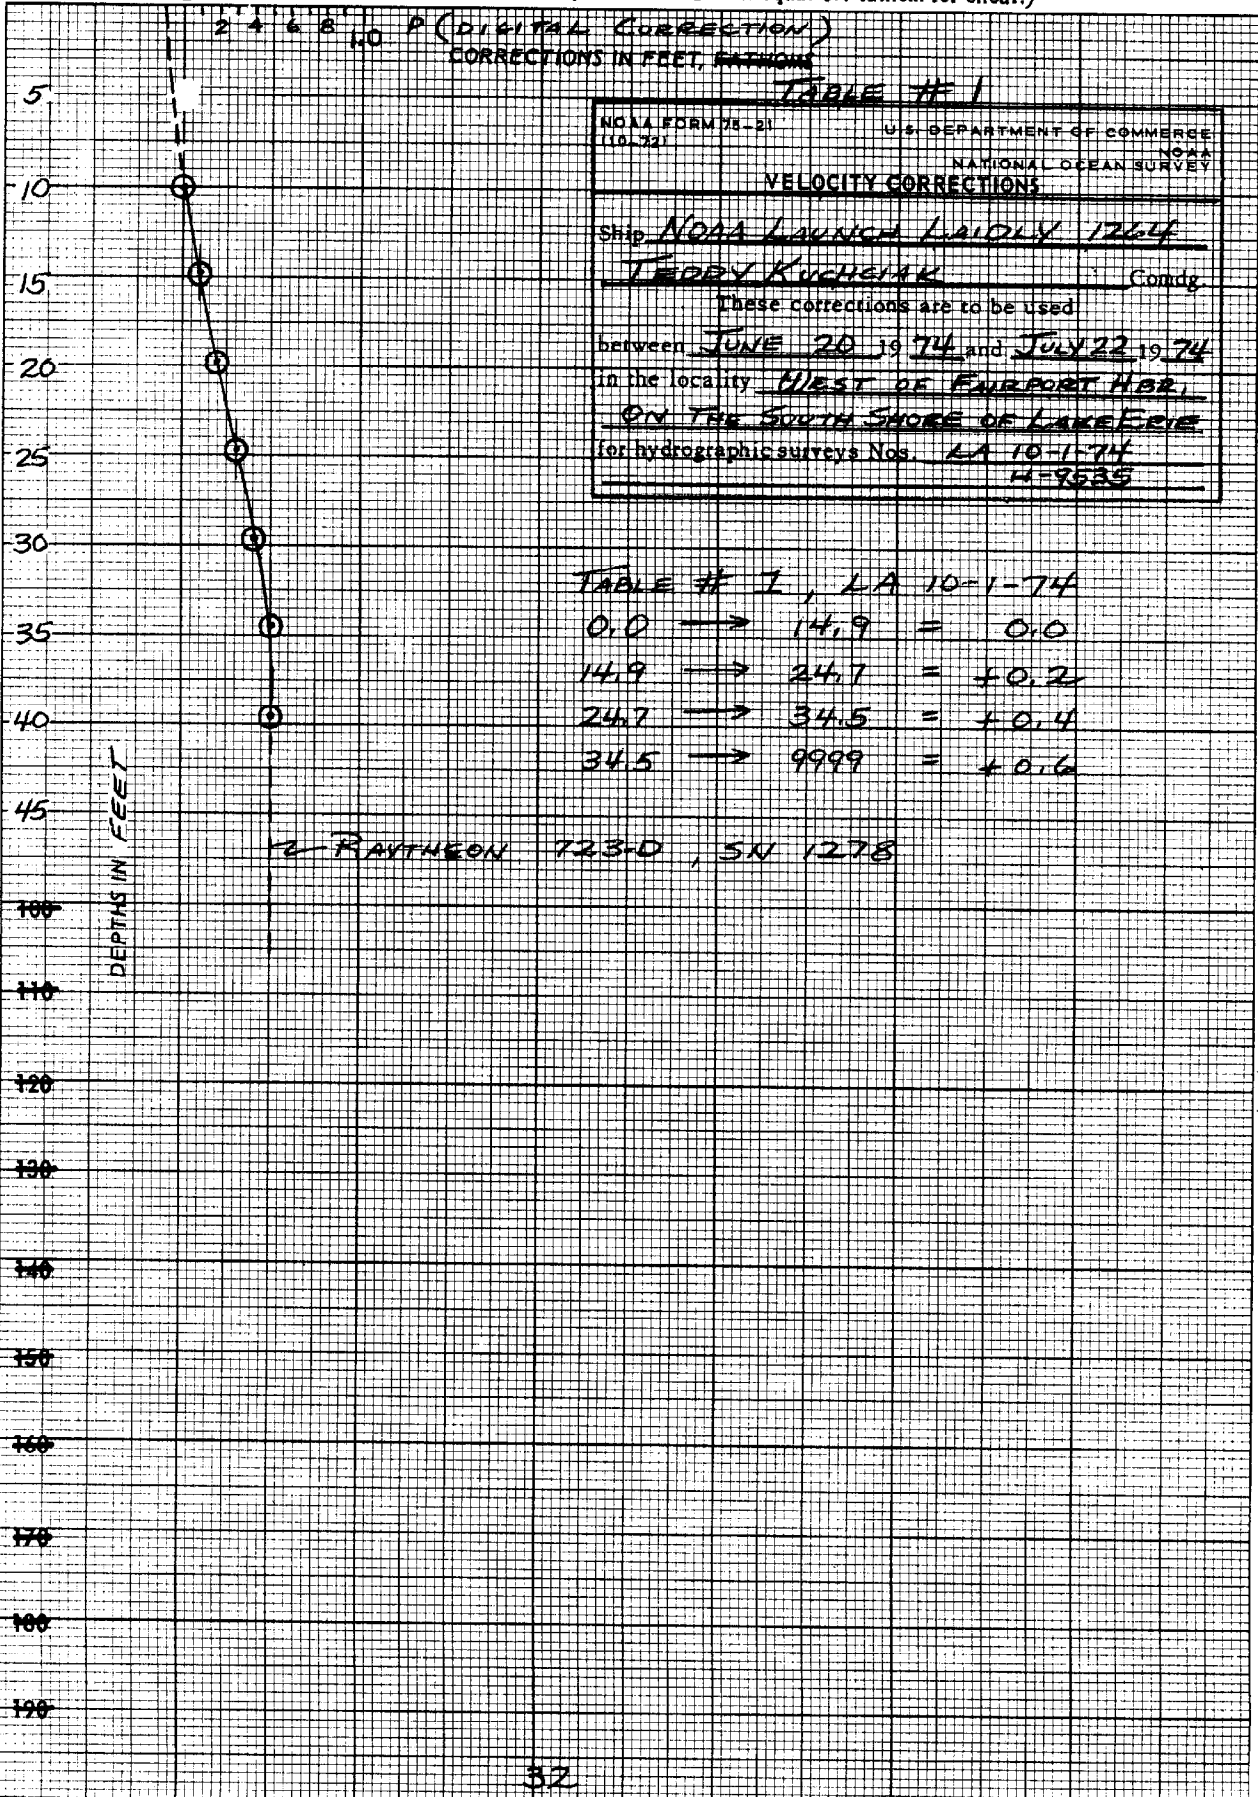 2 4 6 8 1.0 P (DIGITAL CORRECTION)
CORRECTIONS IN FEET, FATHOMS
TABLE # 1
NOAA FORM 75-21
(10-72)
U.S. DEPARTMENT OF COMMERCE
NOAA
NATIONAL OCEAN SURVEY
VELOCITY CORRECTIONS
Ship NOAA LAUNCH LAIDLY 1264
TEDDY Comdg.
These corrections are to be used
between JUNE 20 1974 and JULY 22 1974
in the locality WEST OF FAIRPORT HBR,
ON THE SOUTH SHORE OF LAKE ERIE
for hydrographic surveys Nos. LA 10-1-74
H-9535
5
10
15
20
25
30
35
40
45
100
110
120
130
140
150
160
170
180
190
DEPTHS IN FEET
TABLE # 1, LA 10-1-74
0.0 → 14.9 = 0.0
14.9 → 24.7 = +0.2
24.7 → 34.5 = +0.4
34.5 → 9999 = +0.6
RAYTHEON 723-D, SN 1278
32